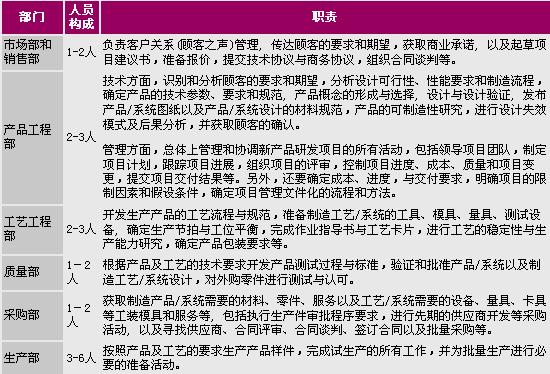 部门 人员构成 职责
市场部和销售部 1-2人 负责客户关系(顾客之声)管理, 传达顾客的要求和期望, 获取商业承诺, 以及起草项
目建议书, 准备报价, 提交技术协议与商务协议, 组织合同谈判等。
产品工程部 2-3人 技术方面, 识别和分析顾客的要求和期望, 分析设计可行性、性能要求和制造流程,
确定产品的技术参数、要求和规范, 产品概念的形成与选择, 设计与设计验证, 发布
产品/系统图纸以及产品/系统设计的材料规范, 产品的可制造性研究, 进行设计失效
模式及后果分析, 并获取顾客的确认。
管理方面, 总体上管理和协调新产品研发项目的所有活动, 包括领导项目团队, 制定
项目计划, 跟踪项目进展, 组织项目的评审, 控制项目进度、成本、质量和项目变
更, 提交项目交付结果等。另外, 还要确定成本、进度, 与交付要求, 明确项目的限
制因素和假设条件, 确定项目管理文件化的流程和方法。
工艺工程部 2-3人 开发生产产品的工艺流程与规范, 准备制造工艺/系统的工具、模具、量具、测试设
备, 确定生产节拍与工位平衡, 完成作业指导书与工艺卡片, 进行工艺的稳定性与生
产能力研究, 确定产品包装要求等。
质量部 1－2人 根据产品及工艺的技术要求开发产品测试过程与标准, 验证和批准产品/系统以及制
造工艺/系统设计, 对外购零件进行测试与认可。
采购部 1－2人 获取制造产品/系统需要的材料、零件、服务以及工艺/系统需要的设备、量具、卡具
等工装模具和服务等, 包括执行生产件审批程序要求, 进行先期的供应商开发等采购
活动, 以及寻找供应商、合同评审、合同谈判、签订合同以及批量采购等。
生产部 3-6人 按照产品及工艺的要求生产产品样件, 完成试生产的所有工作, 并为批量生产进行必
要的准备活动。